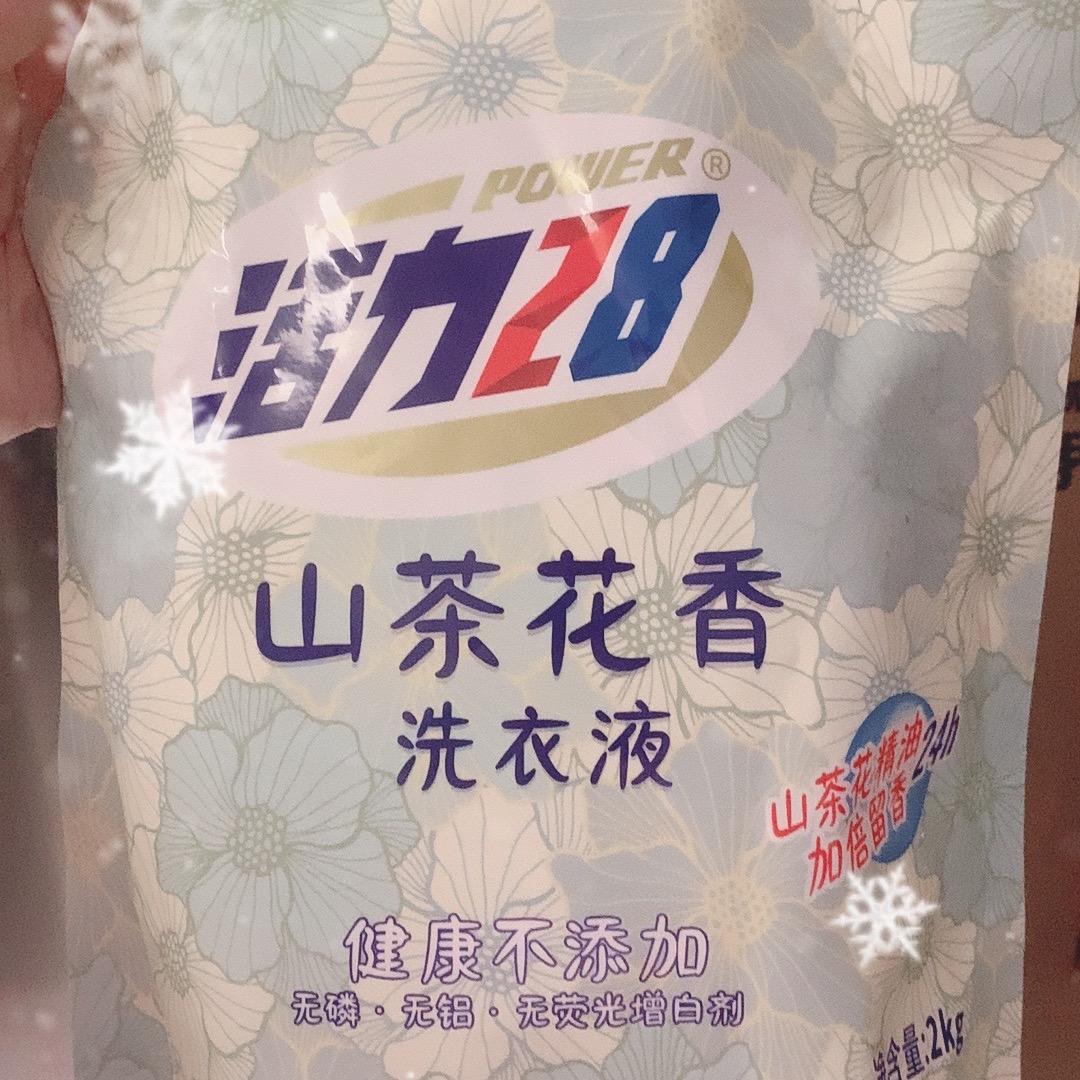 POWER®
活力28
山茶花香
洗衣液
山茶花精油24h
加倍留香
健康不添加
无磷·无铝·无荧光增白剂
净含量:2kg